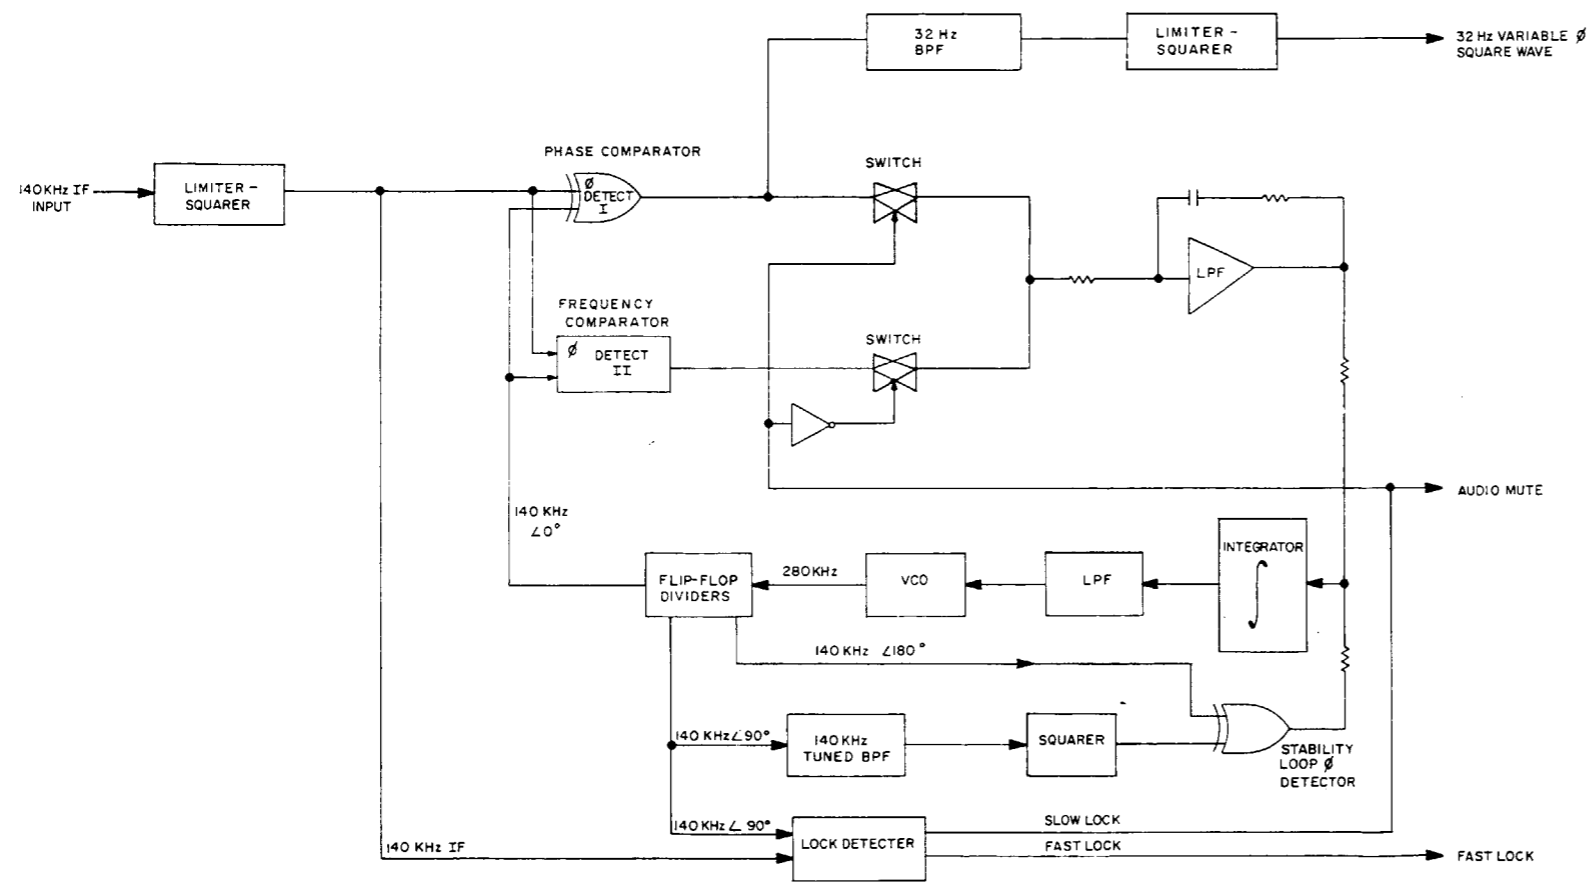 32 Hz
BPF
LIMITER -
SQUARER
32 Hz VARIABLE Ø
SQUARE WAVE
140KHz IF
INPUT
LIMITER -
SQUARER
PHASE COMPARATOR
Ø
DETECT
I
SWITCH
LPF
FREQUENCY
COMPARATOR
Ø DETECT
II
SWITCH
AUDIO MUTE
140 KHz
∠0°
FLIP-FLOP
DIVIDERS
280KHz
VCO
LPF
INTEGRATOR
∫
140 KHz ∠180°
140 KHz∠90°
140KHz
TUNED BPF
SQUARER
STABILITY
LOOP Ø
DETECTOR
140 KHz∠ 90°
LOCK DETECTER
SLOW LOCK
FAST LOCK
140 KHz IF
FAST LOCK